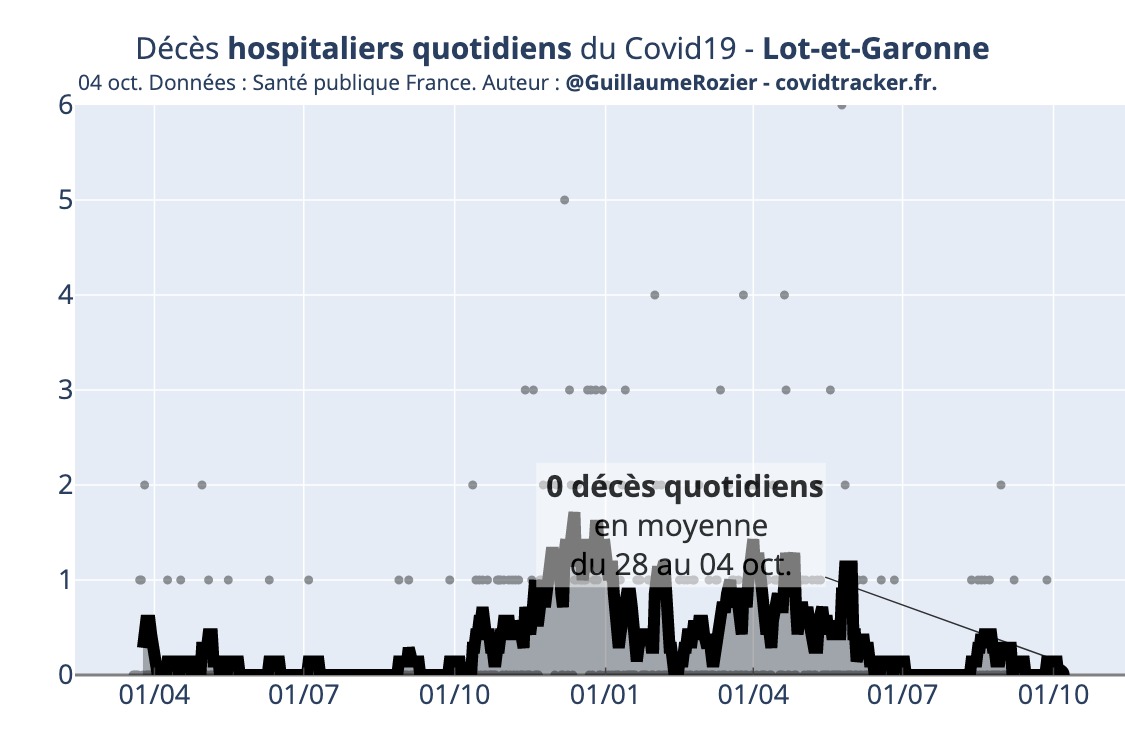 Décès hospitaliers quotidiens du Covid19 - Lot-et-Garonne
04 oct. Données : Santé publique France. Auteur : @GuillaumeRozier - covidtracker.fr.
6
5
4
3
2
1
0
0 décès quotidiens
en moyenne
du 28 au 04 oct.
01/04 01/07 01/10 01/01 01/04 01/07 01/10